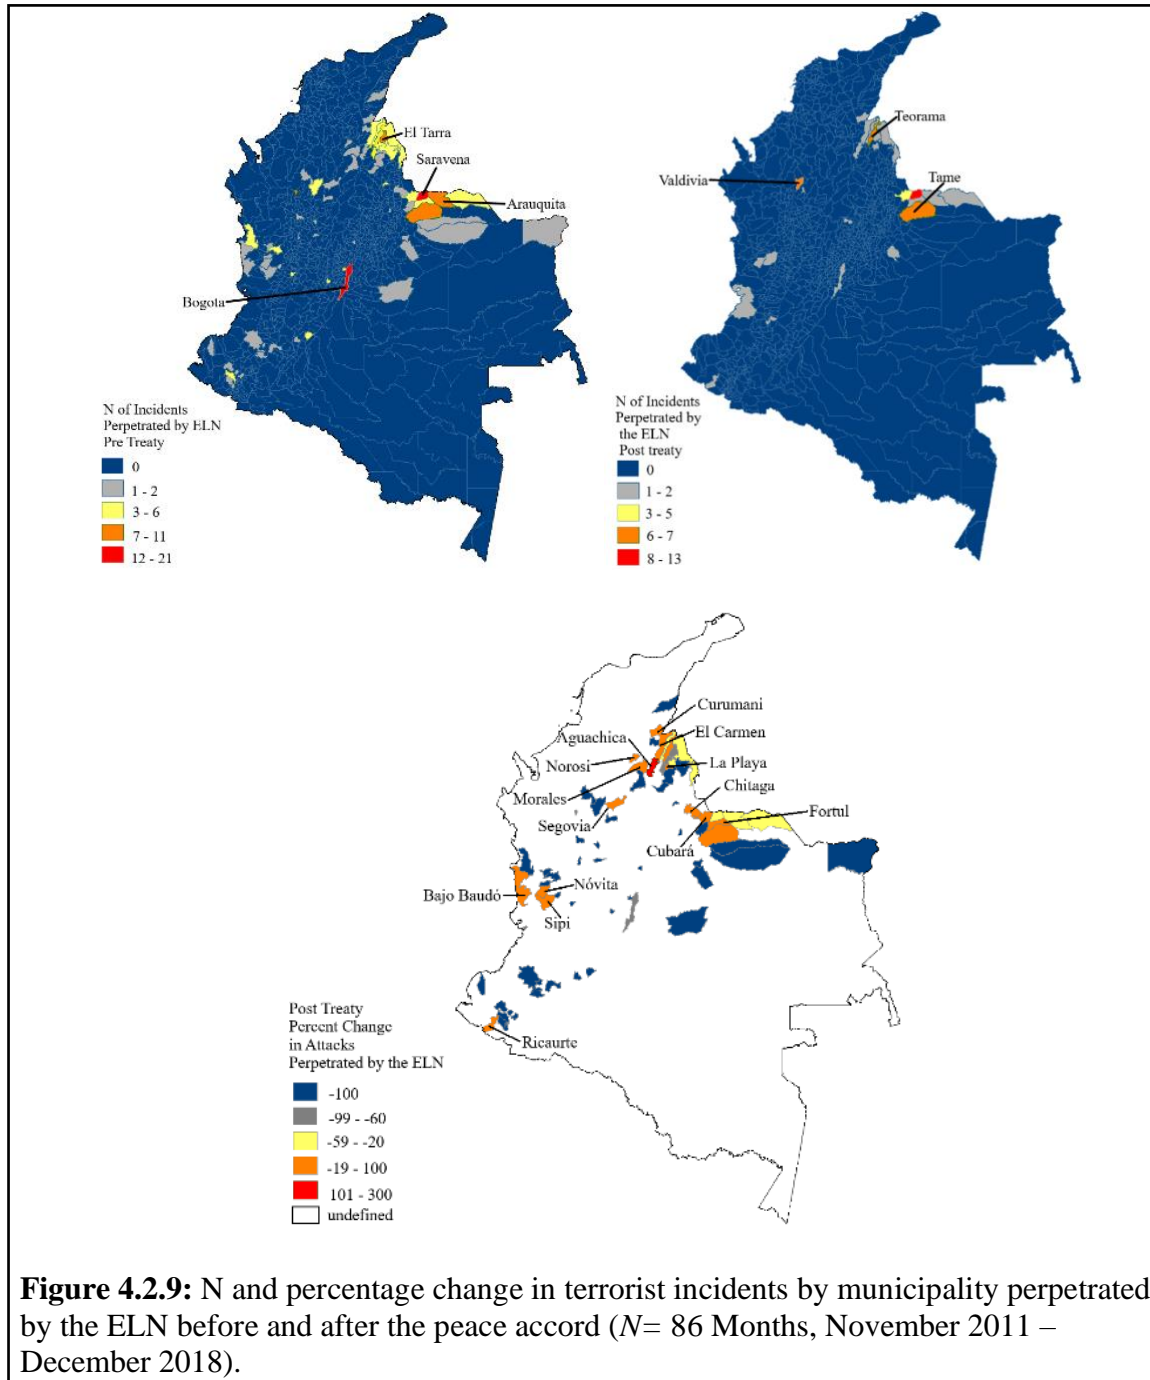 El Tarra
Saravena
Arauquita
Bogota
N of Incidents
Perpetrated by ELN
Pre Treaty
0
1 - 2
3 - 6
7 - 11
12 - 21
Teorama
Valdivia
Tame
N of Incidents
Perpetrated by
the ELN
Post treaty
0
1 - 2
3 - 5
6 - 7
8 - 13
Curumani
Aguachica
El Carmen
Norosi
La Playa
Morales
Chitaga
Segovia
Fortul
Cubará
Bajo Baudó
Nóvita
Sipi
Ricaurte
Post Treaty
Percent Change
in Attacks
Perpetrated by the ELN
-100
-99 - -60
-59 - -20
-19 - 100
101 - 300
undefined
Figure 4.2.9: N and percentage change in terrorist incidents by municipality perpetrated
by the ELN before and after the peace accord (N= 86 Months, November 2011 –
December 2018).